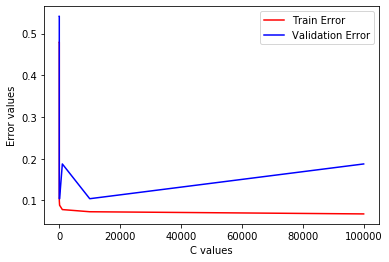 Train Error
Validation Error
Error values
0.5
0.4
0.3
0.2
0.1
0 20000 40000 60000 80000 100000
C values